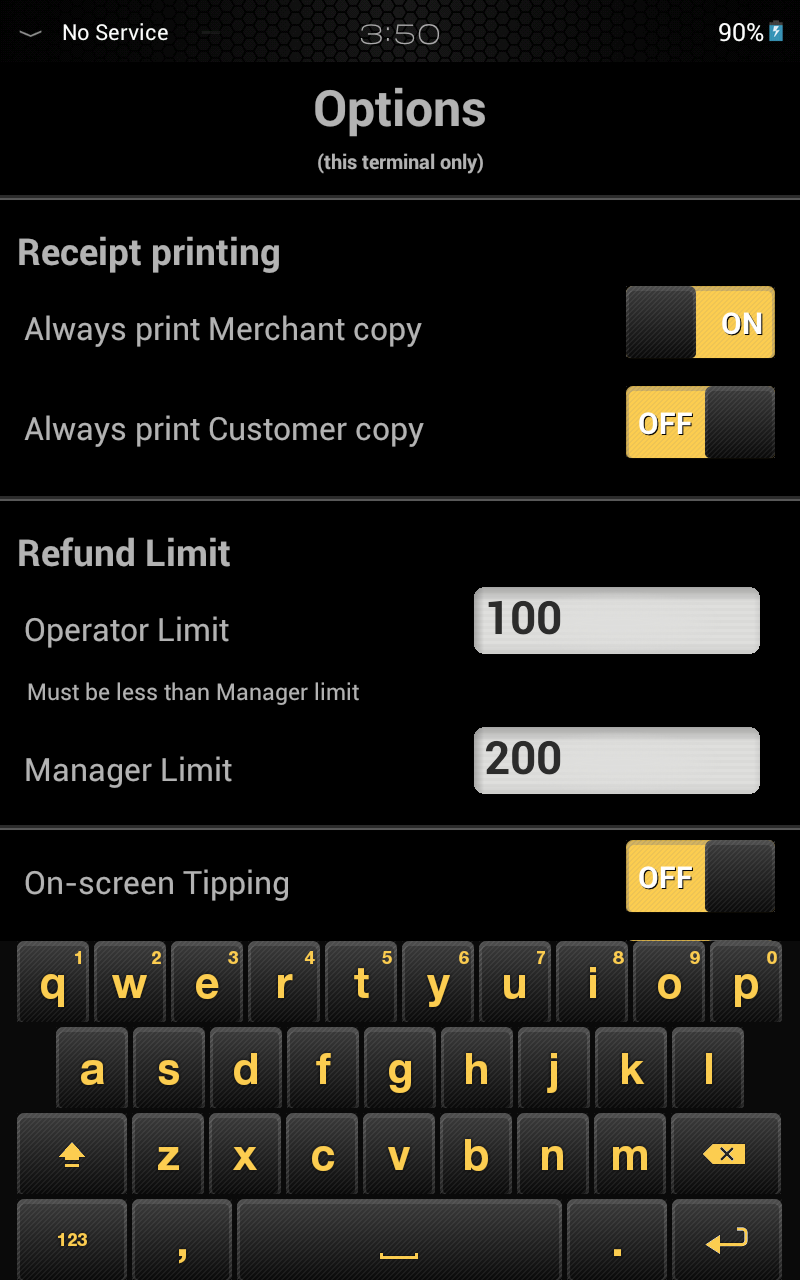 No Service 3:50 90%
Options
(this terminal only)
Receipt printing
Always print Merchant copy ON
Always print Customer copy OFF
Refund Limit
Operator Limit 100
Must be less than Manager limit
Manager Limit 200
On-screen Tipping OFF
1 2 3 4 5 6 7 8 9 0
q w e r t y u i o p
a s d f g h j k l
z x c v b n m
123 , .